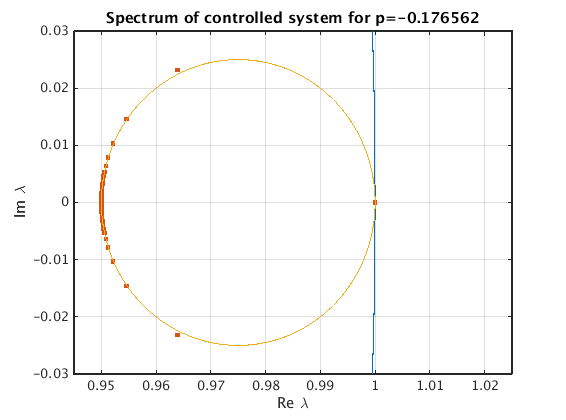 Spectrum of controlled system for p=-0.176562
0.03
0.02
0.01
0
-0.01
-0.02
-0.03
Im λ
0.95 0.96 0.97 0.98 0.99 1 1.01 1.02
Re λ